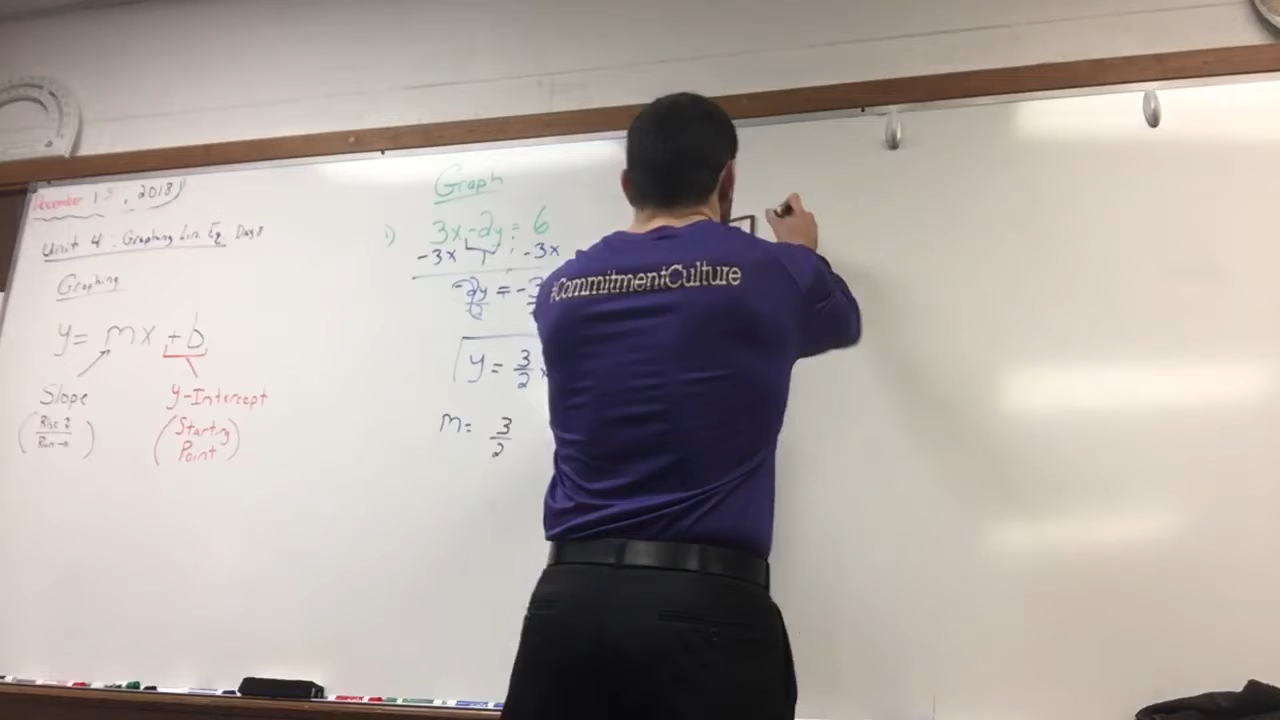 December 1, 2018
Unit 4: Graphing Lin. Eq. Day
Graphing
y = mx + b
Slope
(Rise
Run →)
y-Intercept
(Starting
Point)
Graph
1)
3x - 2y = 6
-3x -3x
-2y = -3
y = 3/2 x
m = 3/2
#CommitmentCulture